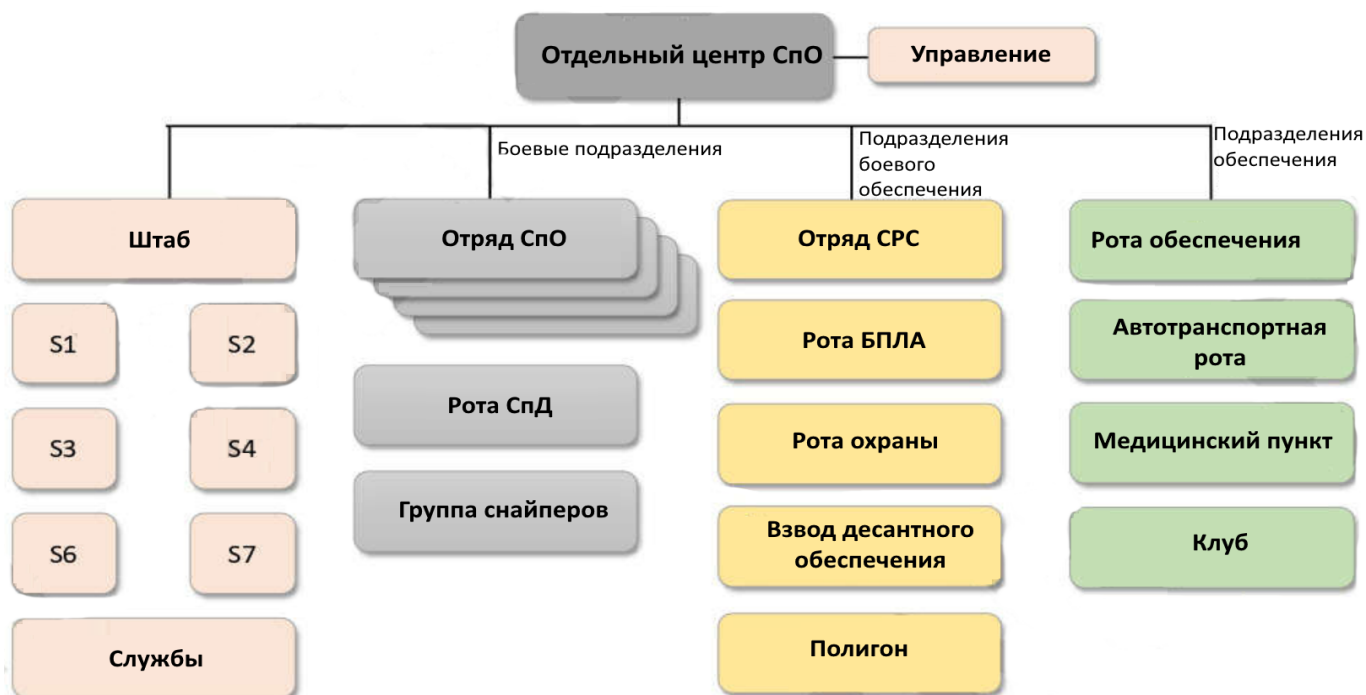 Отдельный центр СпО
Управление
Боевые подразделения
Подразделения
боевого
обеспечения
Подразделения
обеспечения
Штаб
S1
S2
S3
S4
S6
S7
Службы
Отряд СпО
Рота СпД
Группа снайперов
Отряд СРС
Рота БПЛА
Рота охраны
Взвод десантного
обеспечения
Полигон
Рота обеспечения
Автотранспортная
рота
Медицинский пункт
Клуб